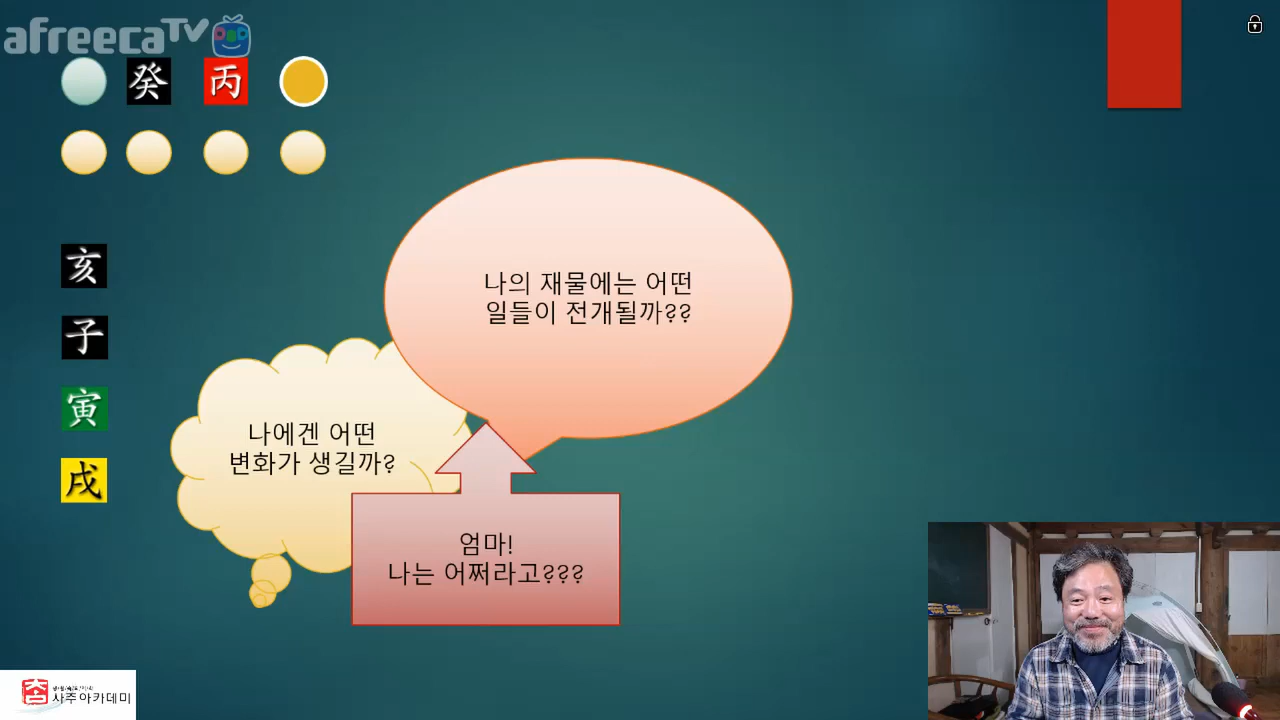 afreecaTV
癸 丙
亥
子
寅
戌
나의 재물에는 어떤
일들이 전개될까??
나에겐 어떤
변화가 생길까?
엄마!
나는 어쩌라고???
사주아카데미